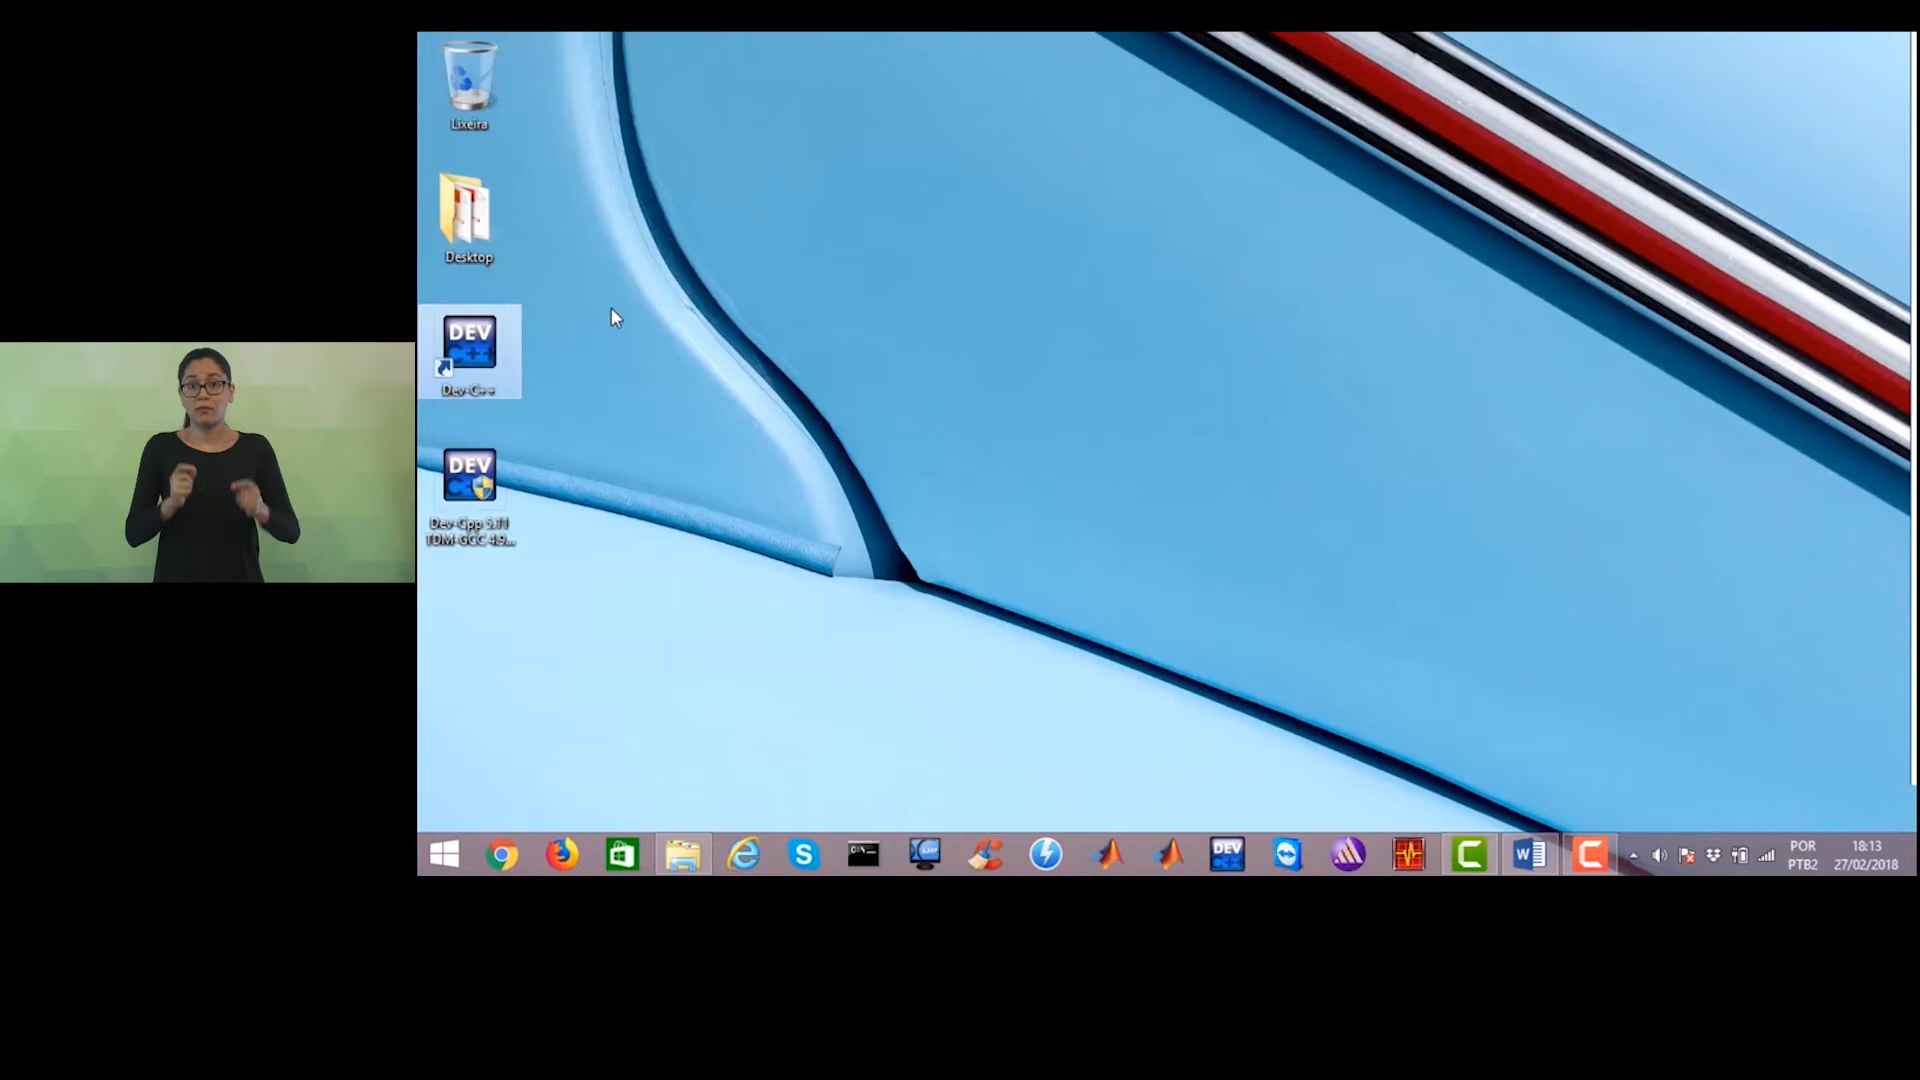 Lixeira
Desktop
DEV
C++
Dev-C++
DEV
Dev-Cpp 5.11
TDM-GCC 4.9...
C:\_
DEV
C++
POR
PTB2
18:13
27/02/2018